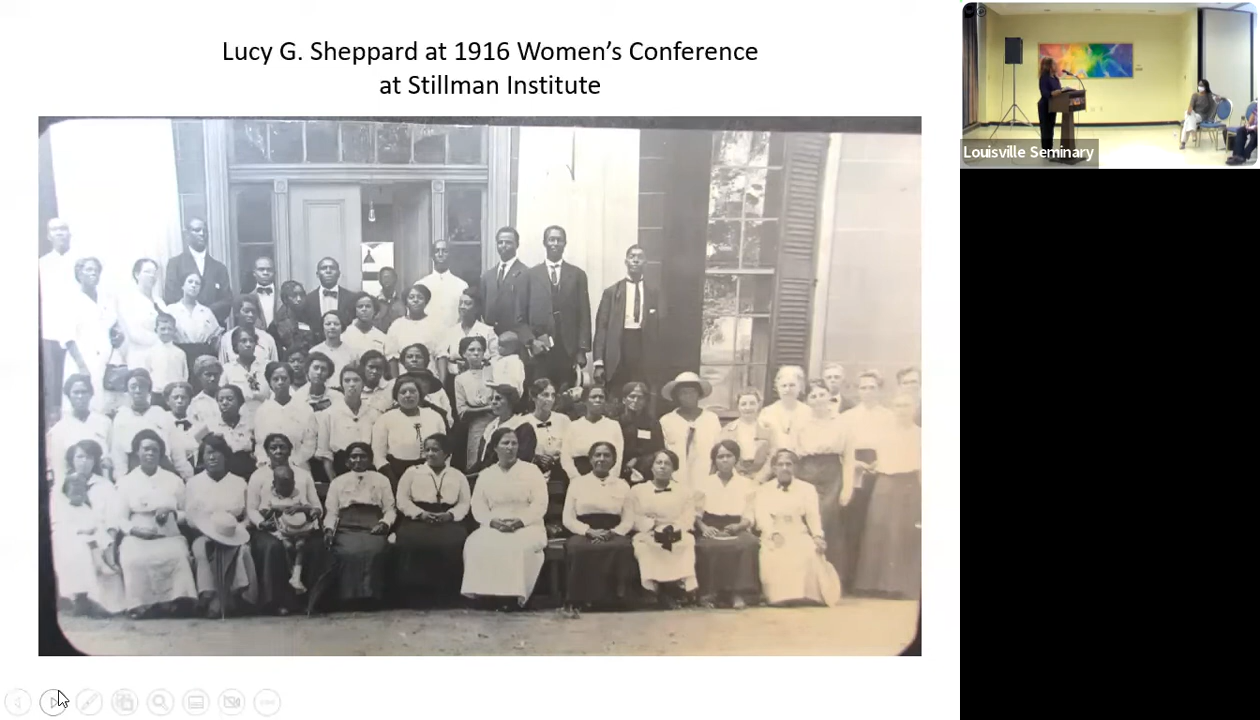 Lucy G. Sheppard at 1916 Women's Conference
at Stillman Institute
Louisville Seminary